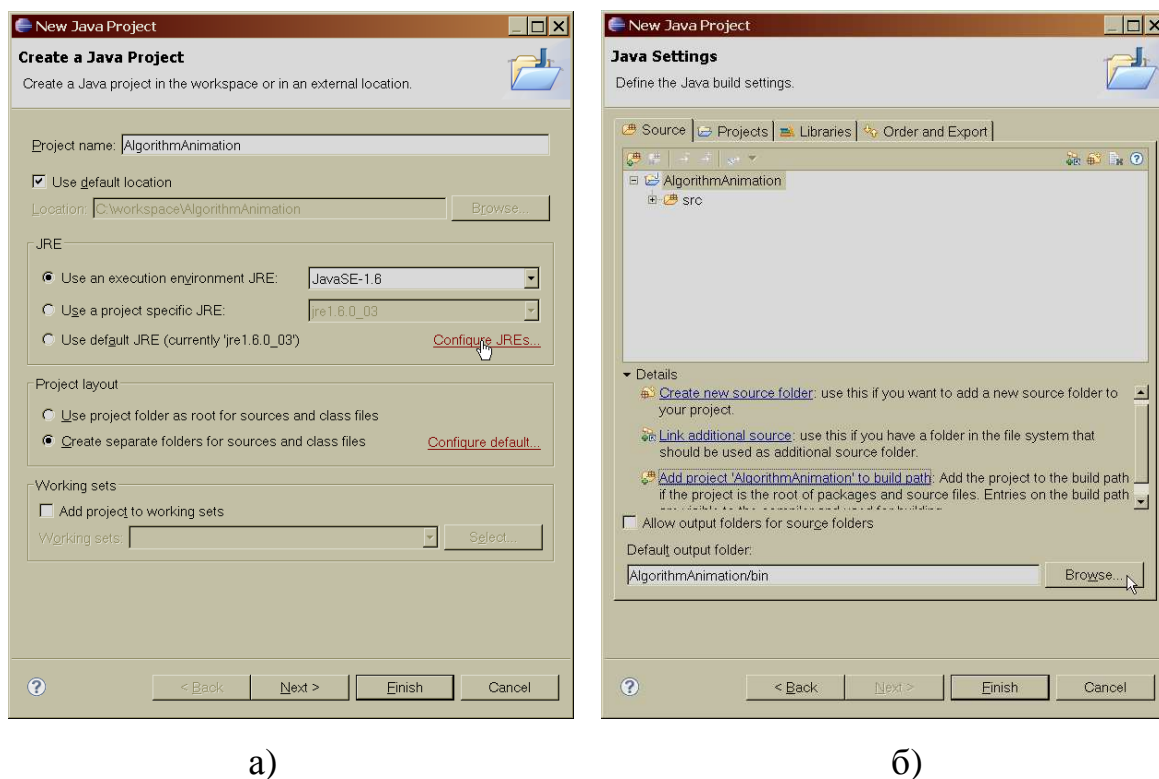 New Java Project
Create a Java Project
Create a Java project in the workspace or in an external location.
Project name: AlgorithmAnimation
Use default location
Location: C:\workspace\AlgorithmAnimation Browse...
JRE
Use an execution environment JRE: JavaSE-1.6
Use a project specific JRE: jre1.6.0_03
Use default JRE (currently 'jre1.6.0_03') Configure JREs...
Project layout
Use project folder as root for sources and class files
Create separate folders for sources and class files Configure default...
Working sets
Add project to working sets
Working sets: Select...
< Back Next > Finish Cancel
а)
New Java Project
Java Settings
Define the Java build settings.
Source Projects Libraries Order and Export
AlgorithmAnimation
src
Details
Create new source folder: use this if you want to add a new source folder to
your project.
Link additional source: use this if you have a folder in the file system that
should be used as additional source folder.
Add project 'AlgorithmAnimation' to build path: Add the project to the build path
if the project is the root of packages and source files. Entries on the build path
are visible to the compiler and used for building.
Allow output folders for source folders
Default output folder:
AlgorithmAnimation/bin Browse...
< Back Next > Finish Cancel
б)